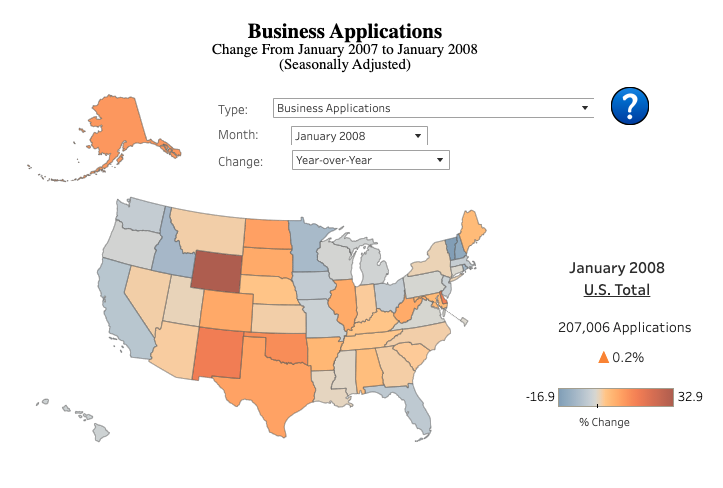 Business Applications
Change From January 2007 to January 2008
(Seasonally Adjusted)
Type: Business Applications
?
Month: January 2008
Change: Year-over-Year
January 2008
U.S. Total
207,006 Applications
0.2%
-16.9 32.9
% Change